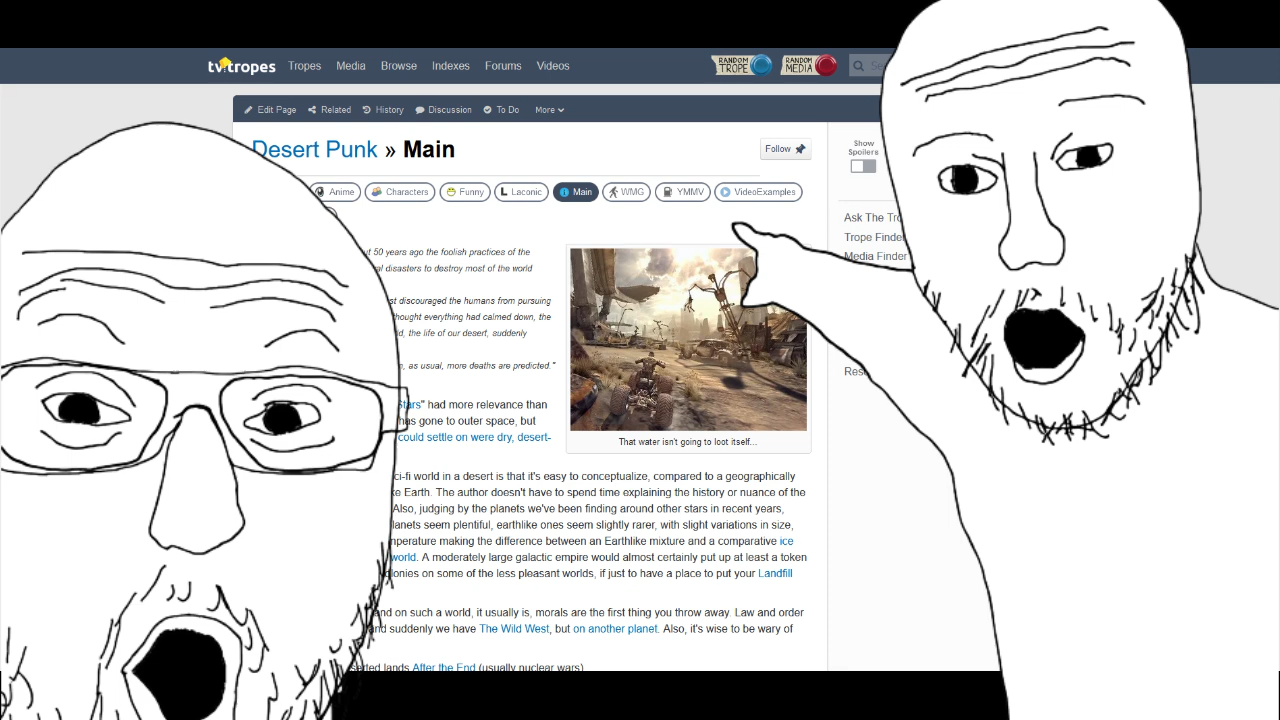 tv tropes Tropes Media Browse Indexes Forums Videos RANDOM TROPE RANDOM MEDIA
Edit Page Related History Discussion To Do More
Desert Punk » Main
Follow
Show Spoilers
Anime Characters Funny Laconic Main WMG YMMV VideoExamples
Ask The
Trope Finder
Media Finder
50 years ago the foolish practices of the
disasters to destroy most of the world
discouraged the humans from pursuing
thought everything had calmed down, the
the life of our desert, suddenly
as usual, more deaths are predicted."
That water isn't going to loot itself...
Stars" had more relevance than
has gone to outer space, but
could settle on were dry, desert-
world in a desert is that it's easy to conceptualize, compared to a geographically
Earth. The author doesn't have to spend time explaining the history or nuance of the
Also, judging by the planets we've been finding around other stars in recent years,
seem plentiful, earthlike ones seem slightly rarer, with slight variations in size,
making the difference between an Earthlike mixture and a comparative ice
world. A moderately large galactic empire would almost certainly put up at least a token
on some of the less pleasant worlds, if just to have a place to put your Landfill
on such a world, it usually is, morals are the first thing you throw away. Law and order
and suddenly we have The Wild West, but on another planet. Also, it's wise to be wary of
lands After the End (usually nuclear wars)